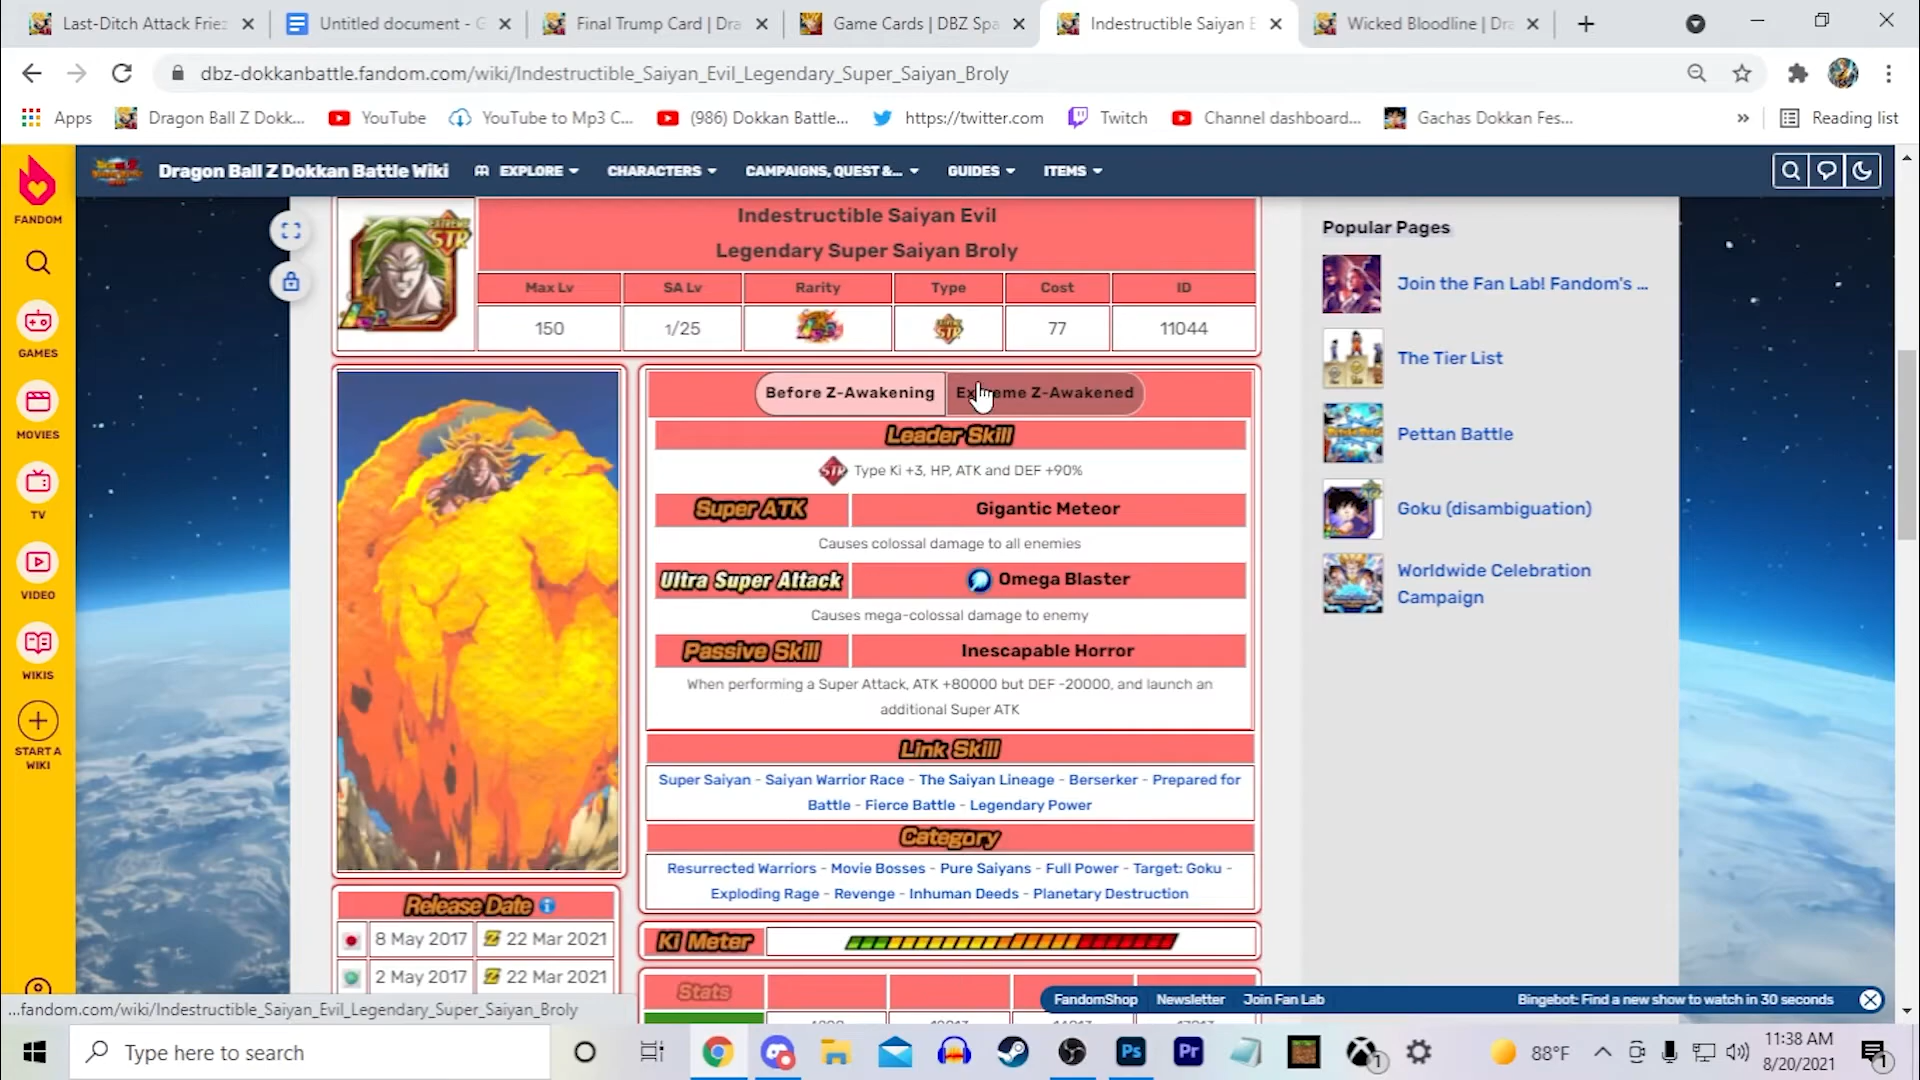 Last-Ditch Attack Friez
Untitled document - G
Final Trump Card | Dra
Game Cards | DBZ Spa
Indestructible Saiyan E
Wicked Bloodline | Dra
dbz-dokkanbattle.fandom.com/wiki/Indestructible_Saiyan_Evil_Legendary_Super_Saiyan_Broly
Apps
Dragon Ball Z Dokk...
YouTube
YouTube to Mp3 C...
(986) Dokkan Battle...
https://twitter.com
Twitch
Channel dashboard...
Gachas Dokkan Fes...
Reading list
FANDOM
GAMES
MOVIES
TV
VIDEO
WIKIS
START A
WIKI
Dragon Ball Z Dokkan Battle Wiki
EXPLORE
CHARACTERS
CAMPAIGNS, QUEST &...
GUIDES
ITEMS
Indestructible Saiyan Evil
Legendary Super Saiyan Broly
EXTREME
STR
Max Lv
SA Lv
Rarity
Type
Cost
ID
150
1/25
STR
77
11044
Before Z-Awakening
Extreme Z-Awakened
Leader Skill
STR Type Ki +3, HP, ATK and DEF +90%
Super ATK
Gigantic Meteor
Causes colossal damage to all enemies
Ultra Super Attack
Omega Blaster
Causes mega-colossal damage to enemy
Passive Skill
Inescapable Horror
When performing a Super Attack, ATK +80000 but DEF -20000, and launch an
additional Super ATK
Link Skill
Super Saiyan - Saiyan Warrior Race - The Saiyan Lineage - Berserker - Prepared for
Battle - Fierce Battle - Legendary Power
Category
Resurrected Warriors - Movie Bosses - Pure Saiyans - Full Power - Target: Goku -
Exploding Rage - Revenge - Inhuman Deeds - Planetary Destruction
Release Date
8 May 2017
Z 22 Mar 2021
2 May 2017
Z 22 Mar 2021
Ki Meter
Stats
Popular Pages
Join the Fan Lab! Fandom's ...
The Tier List
Pettan Battle
Goku (disambiguation)
Worldwide Celebration
Campaign
FandomShop
Newsletter
Join Fan Lab
Bingebot: Find a new show to watch in 30 seconds
...fandom.com/wiki/Indestructible_Saiyan_Evil_Legendary_Super_Saiyan_Broly
Type here to search
Ps
Pr
1
88°F
11:38 AM
8/20/2021
1